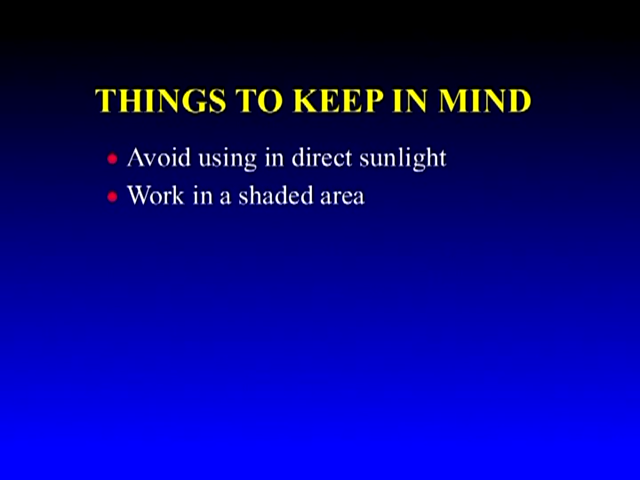 THINGS TO KEEP IN MIND
Avoid using in direct sunlight
Work in a shaded area